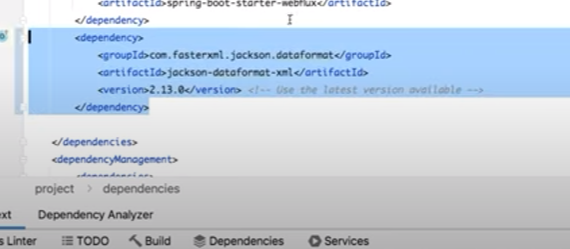 <artifactId>spring-boot-starter-webflux</artifactId>
</dependency>
<dependency>
<groupId>com.fasterxml.jackson.dataformat</groupId>
<artifactId>jackson-dataformat-xml</artifactId>
<version>2.13.0</version> <!-- Use the latest version available -->
</dependency>
</dependencies>
<dependencyManagement>
<dependencies>
project > dependencies
Dependency Analyzer
Linter TODO Build Dependencies Services